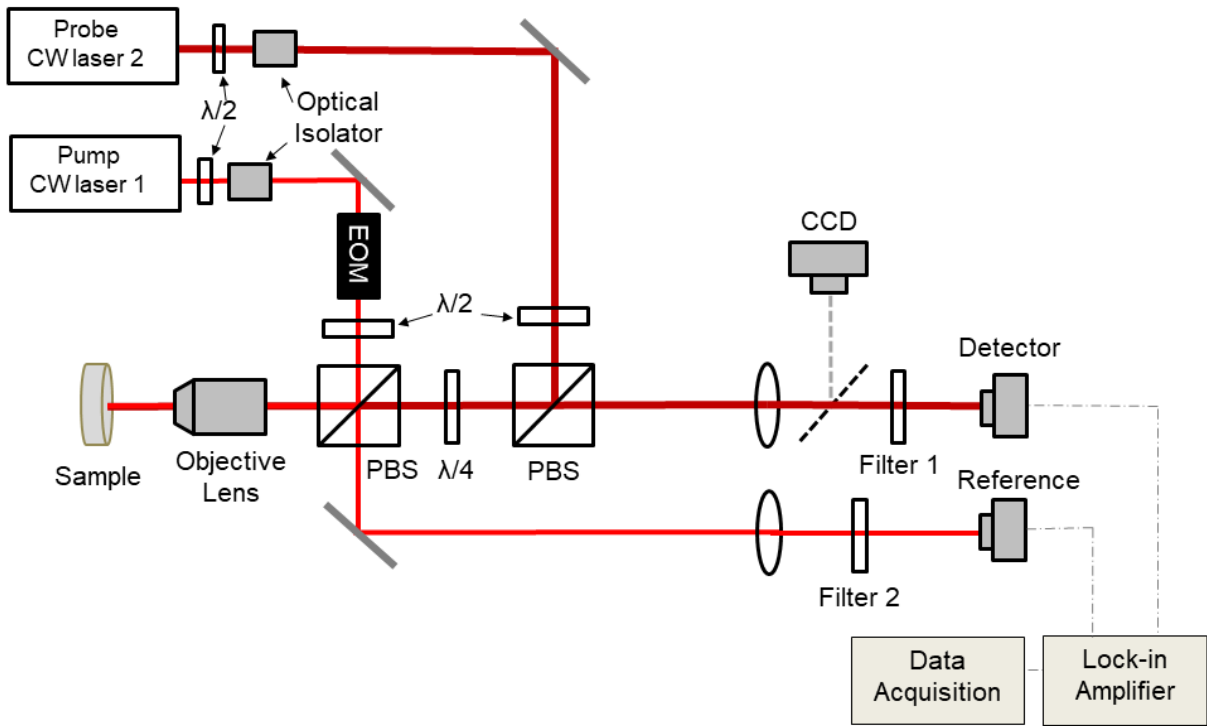 Probe
CW laser 2
λ/2
Optical
Isolator
Pump
CW laser 1
EOM
CCD
λ/2
Detector
Sample
Objective
Lens
PBS
λ/4
PBS
Filter 1
Reference
Filter 2
Data
Acquisition
Lock-in
Amplifier